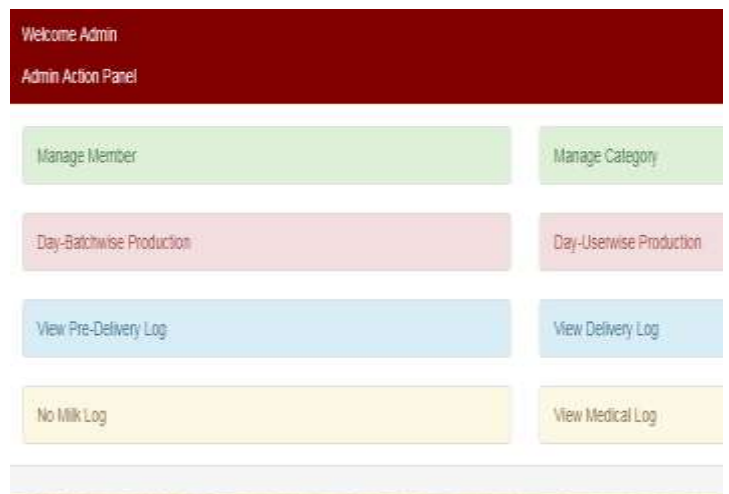 Welcome Admin
Admin Action Panel
Manage Member
Manage Category
Day-Batchwise Production
Day-Userwise Production
View Pre-Delivery Log
View Delivery Log
No Milk Log
View Medical Log